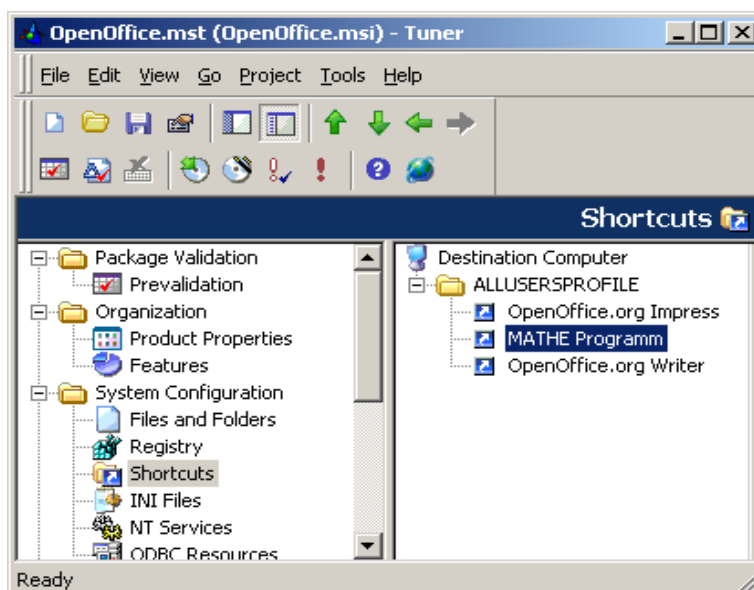 OpenOffice.mst (OpenOffice.msi) - Tuner
File Edit View Go Project Tools Help
Shortcuts
Package Validation
Prevalidation
Organization
Product Properties
Features
System Configuration
Files and Folders
Registry
Shortcuts
INI Files
NT Services
ODBC Resources
Destination Computer
ALLUSERSPROFILE
OpenOffice.org Impress
MATHE Programm
OpenOffice.org Writer
Ready